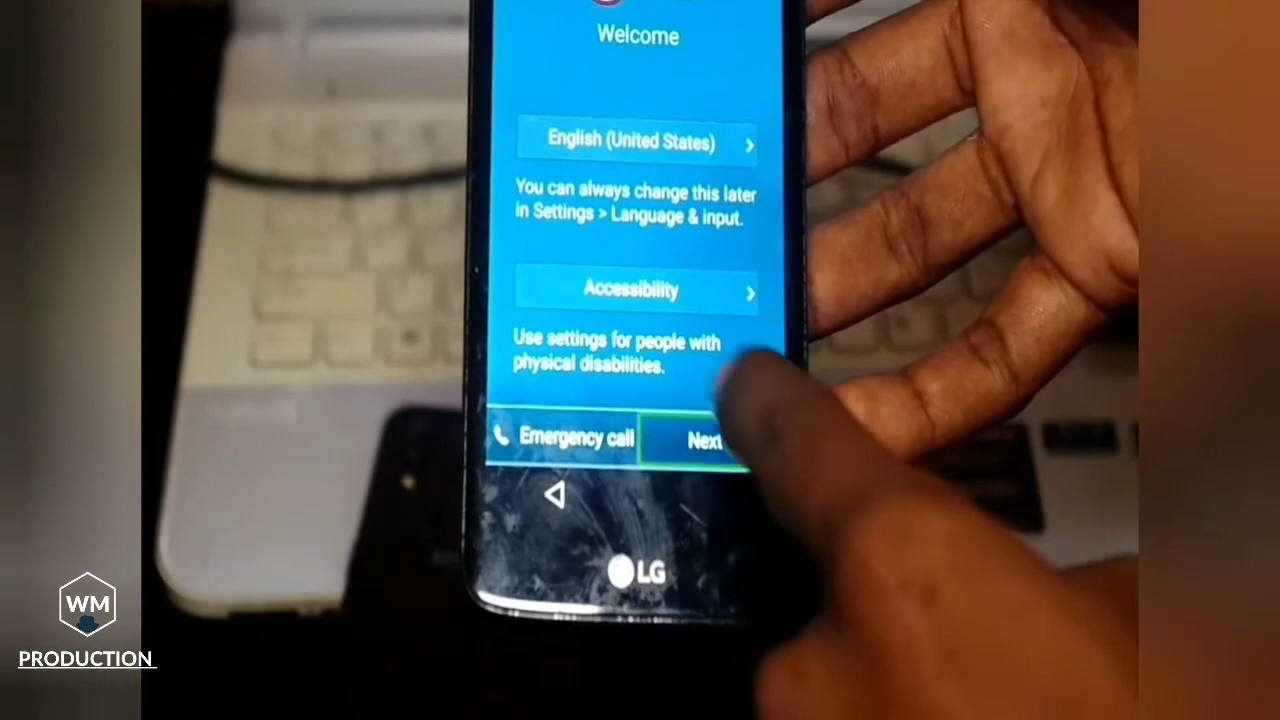 Welcome
English (United States)
You can always change this later
in Settings > Language & input.
Accessibility
Use settings for people with
physical disabilities.
Emergency call
Next
LG
WM
PRODUCTION